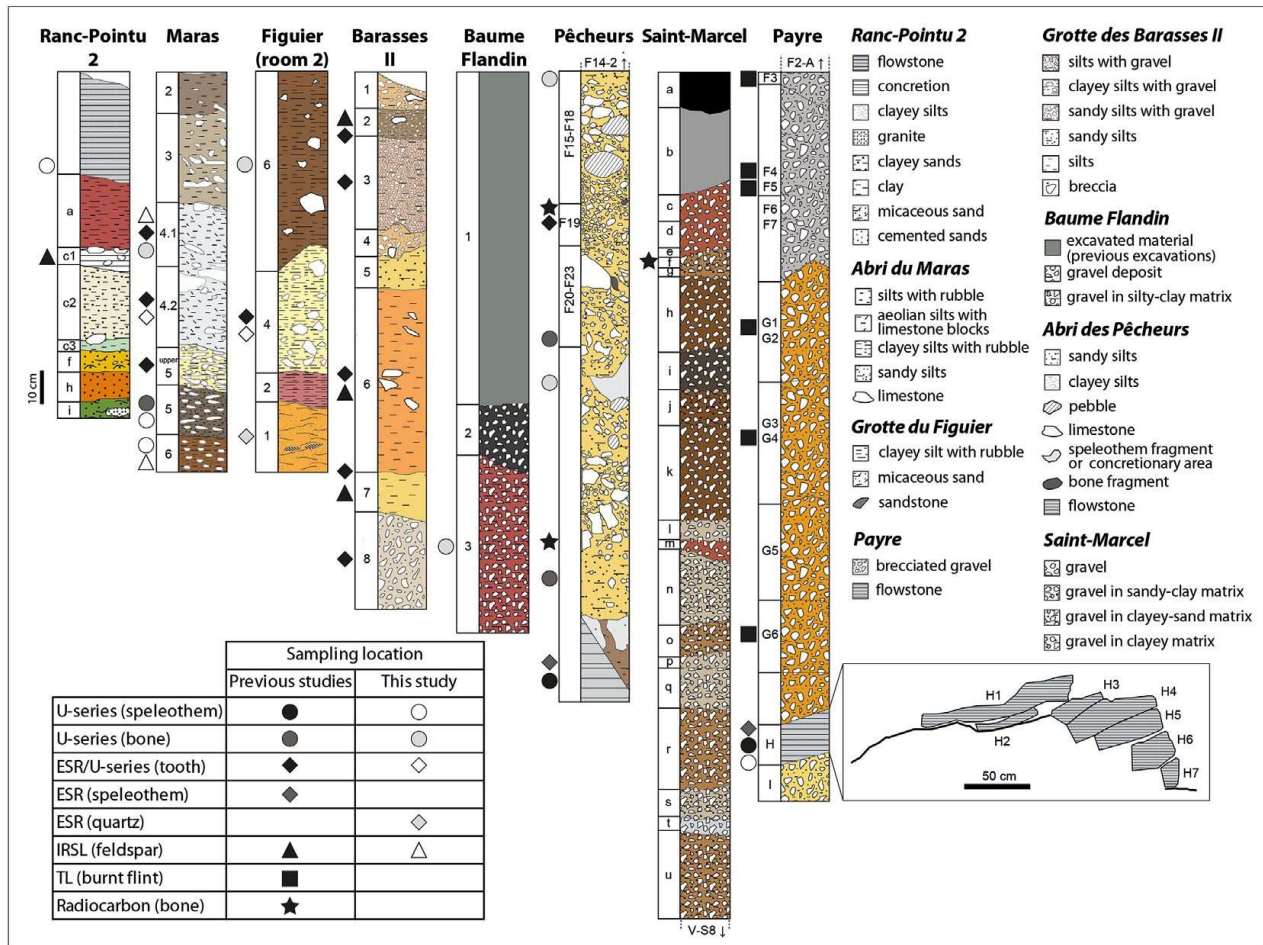 Ranc-Pointu
2
Maras
Figuier
(room 2)
Barasses
II
Baume
Flandin
Pêcheurs
Saint-Marcel
Payre
F14-2 ↑
F2-A ↑
a
c1
c2
c3
f
h
i
10 cm
2
3
4.1
4.2
upper
5
5
6
6
4
2
1
1
2
3
4
5
6
7
8
1
2
3
F15-F18
F19
F20-F23
a
b
c
d
e
f
g
h
i
j
k
l
m
n
o
p
q
r
s
t
u
V-S8 ↓
F3
F4
F5
F6
F7
G1
G2
G3
G4
G5
G6
H
I
Ranc-Pointu 2
flowstone
concretion
clayey silts
granite
clayey sands
clay
micaceous sand
cemented sands
Abri du Maras
silts with rubble
aeolian silts with
limestone blocks
clayey silts with rubble
sandy silts
limestone
Grotte du Figuier
clayey silt with rubble
micaceous sand
sandstone
Payre
brecciated gravel
flowstone
Grotte des Barasses II
silts with gravel
clayey silts with gravel
sandy silts with gravel
sandy silts
silts
breccia
Baume Flandin
excavated material
(previous excavations)
gravel deposit
gravel in silty-clay matrix
Abri des Pêcheurs
sandy silts
clayey silts
pebble
limestone
speleothem fragment
or concretionary area
bone fragment
flowstone
Saint-Marcel
gravel
gravel in sandy-clay matrix
gravel in clayey-sand matrix
gravel in clayey matrix
H1
H2
H3
H4
H5
H6
H7
50 cm
Sampling location
Previous studies
This study
U-series (speleothem)
U-series (bone)
ESR/U-series (tooth)
ESR (speleothem)
ESR (quartz)
IRSL (feldspar)
TL (burnt flint)
Radiocarbon (bone)